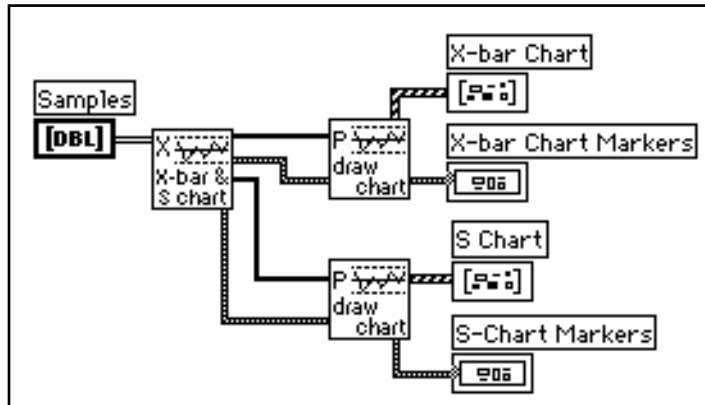 X-bar Chart
Samples
[DBL]
X
X-bar &
S chart
P
draw
chart
X-bar Chart Markers
S Chart
P
draw
chart
S-Chart Markers